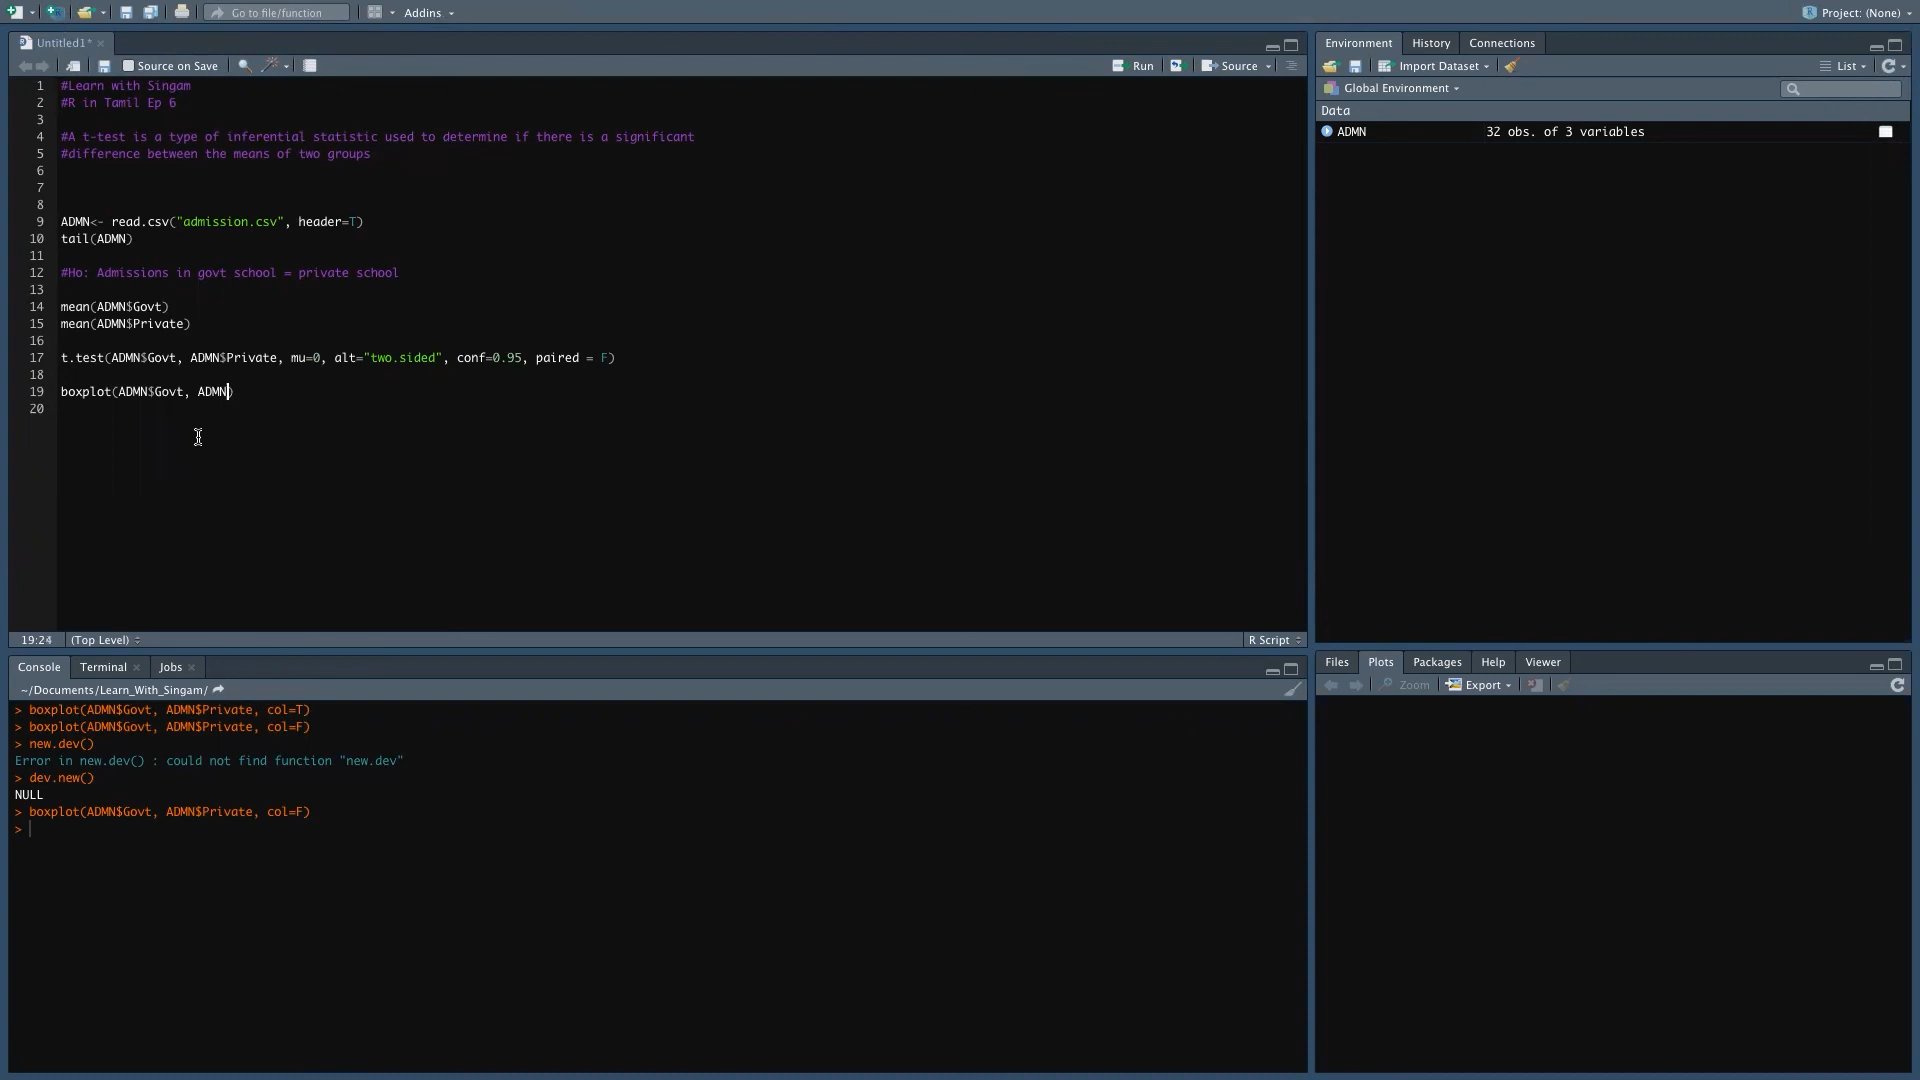 Go to file/function
Addins
Project: (None)
Untitled1*
Source on Save
Run
Source
1 #Learn with Singam
2 #R in Tamil Ep 6
3
4 #A t-test is a type of inferential statistic used to determine if there is a significant
5 #difference between the means of two groups
6
7
8
9 ADMN<- read.csv("admission.csv", header=T)
10 tail(ADMN)
11
12 #Ho: Admissions in govt school = private school
13
14 mean(ADMN$Govt)
15 mean(ADMN$Private)
16
17 t.test(ADMN$Govt, ADMN$Private, mu=0, alt="two.sided", conf=0.95, paired = F)
18
19 boxplot(ADMN$Govt, ADMN)
20
19:24 (Top Level)
R Script
Console Terminal Jobs
~/Documents/Learn_With_Singam/
> boxplot(ADMN$Govt, ADMN$Private, col=T)
> boxplot(ADMN$Govt, ADMN$Private, col=F)
> new.dev()
Error in new.dev() : could not find function "new.dev"
> dev.new()
NULL
> boxplot(ADMN$Govt, ADMN$Private, col=F)
>
Environment History Connections
Import Dataset
List
Global Environment
Data
ADMN 32 obs. of 3 variables
Files Plots Packages Help Viewer
Zoom Export